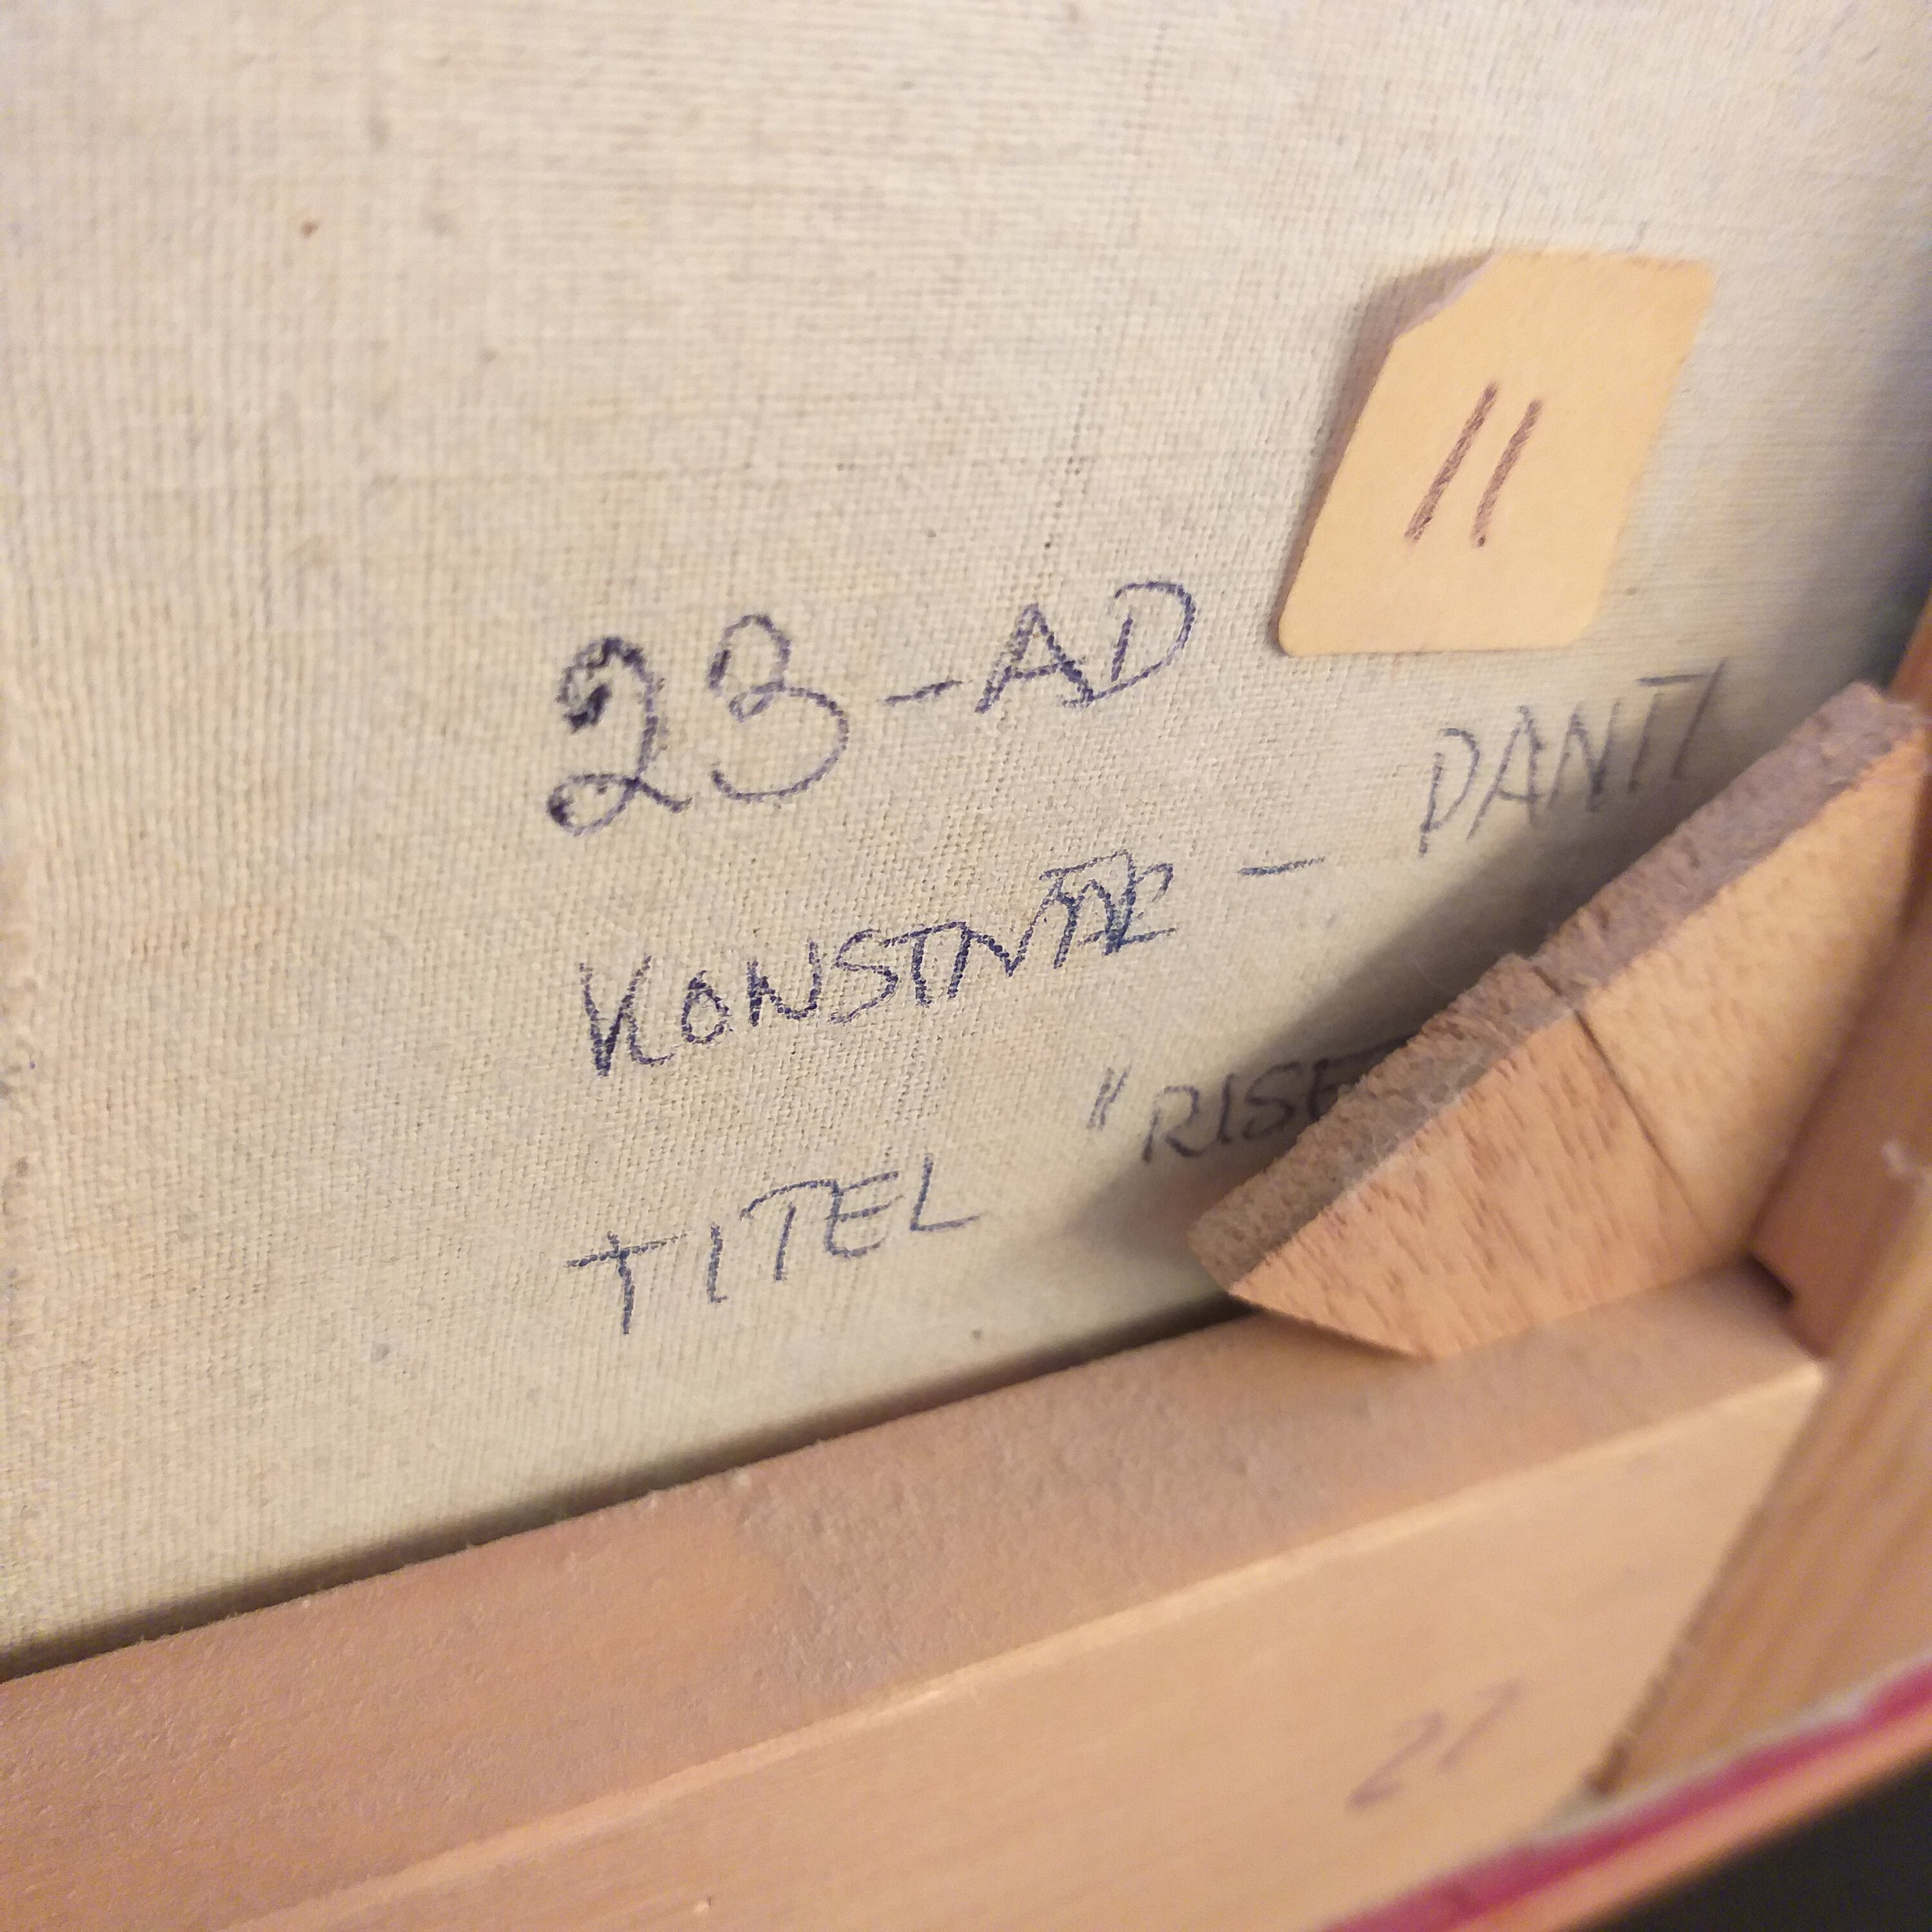 11
23-AD
KONSTNÄR - DANTI
TITEL "RISE
27